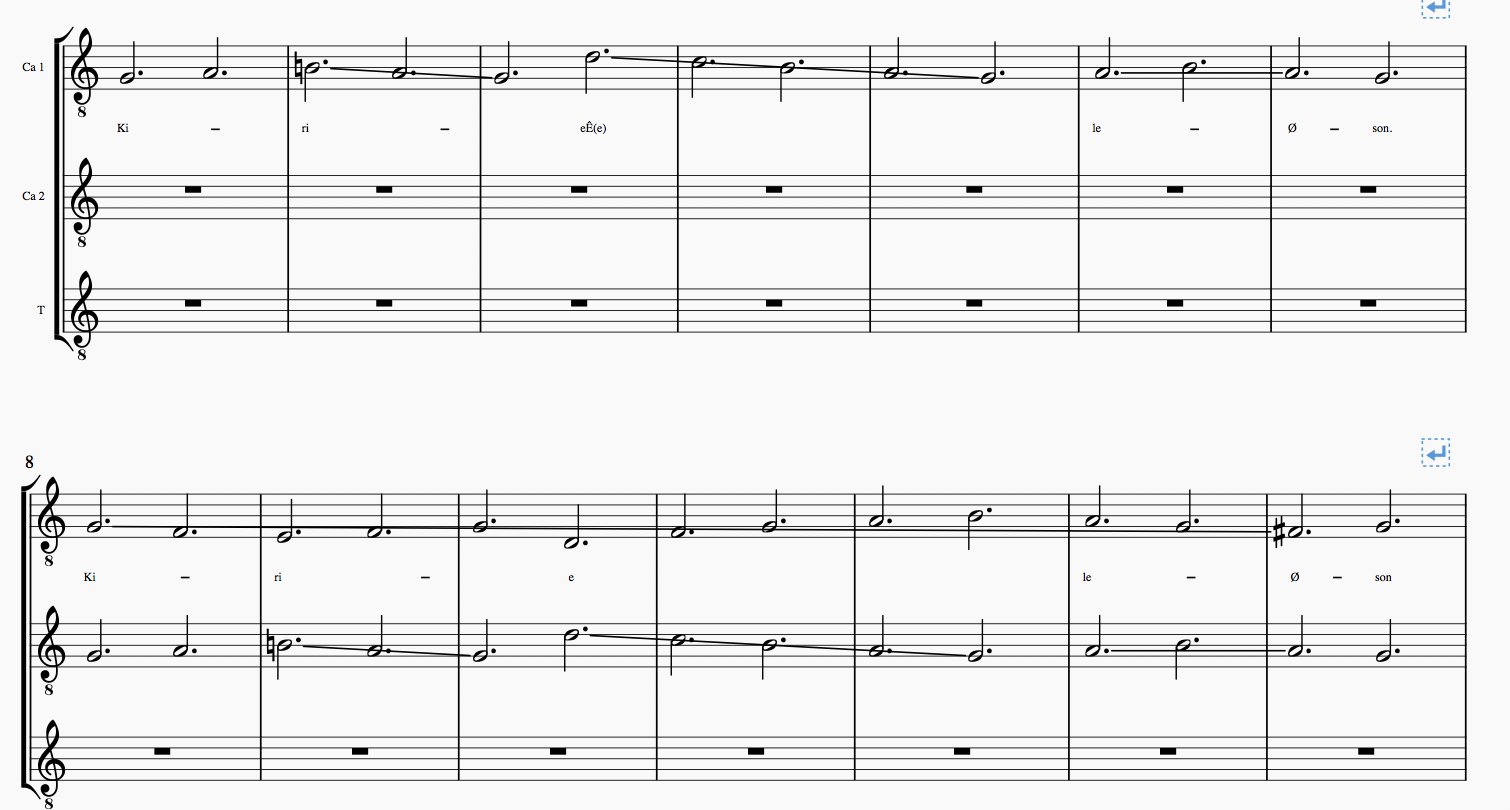 Ca 1
8
Ki – ri – eÊ(e) le – Ø – son.
Ca 2
8
T
8
8
8
Ki – ri – e le – Ø – son
8
8